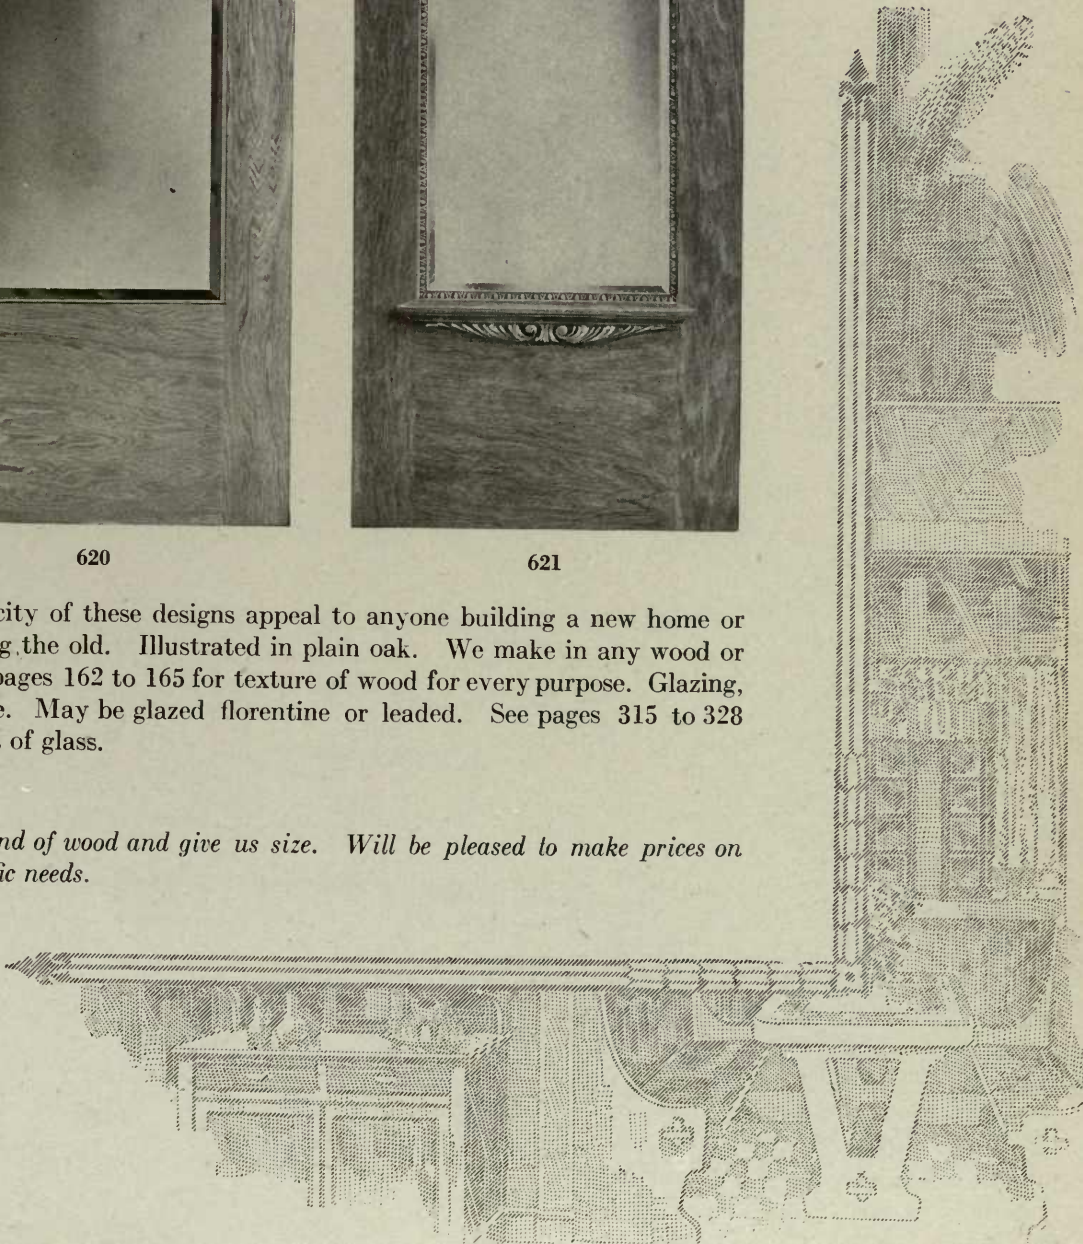 620 621
of these designs appeal to anyone building a new home or
the old. Illustrated in plain oak. We make in any wood or
pages 162 to 165 for texture of wood for every purpose. Glazing,
May be glazed florentine or leaded. See pages 315 to 328
of glass.
of wood and give us size. Will be pleased to make prices on
needs.